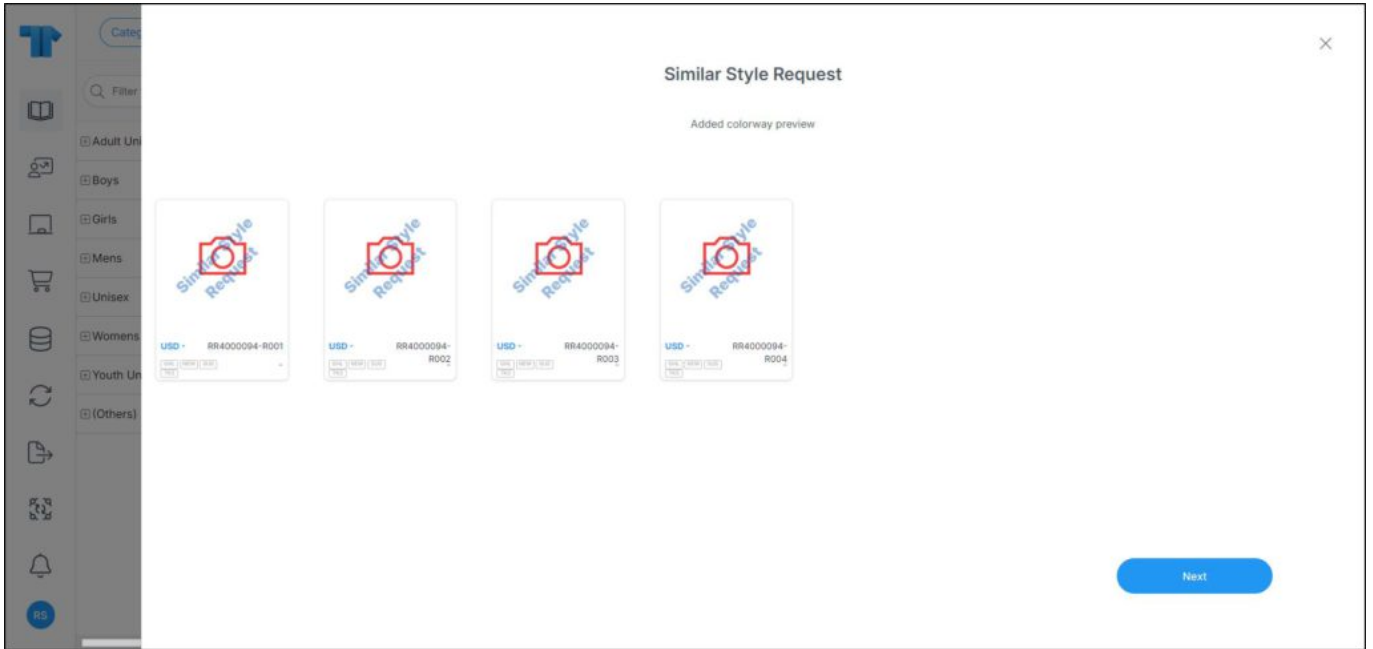 Categ
Similar Style Request
Filter
Added colorway preview
Adult Uni
Boys
Girls
Mens
Unisex
Womens
Youth Un
(Others)
Similar Style
Request
USD -
RR4000094-R001
Similar Style
Request
USD -
RR4000094-
R002
Similar Style
Request
USD -
RR4000094-
R003
Similar Style
Request
USD -
RR4000094-
R004
Next
RS